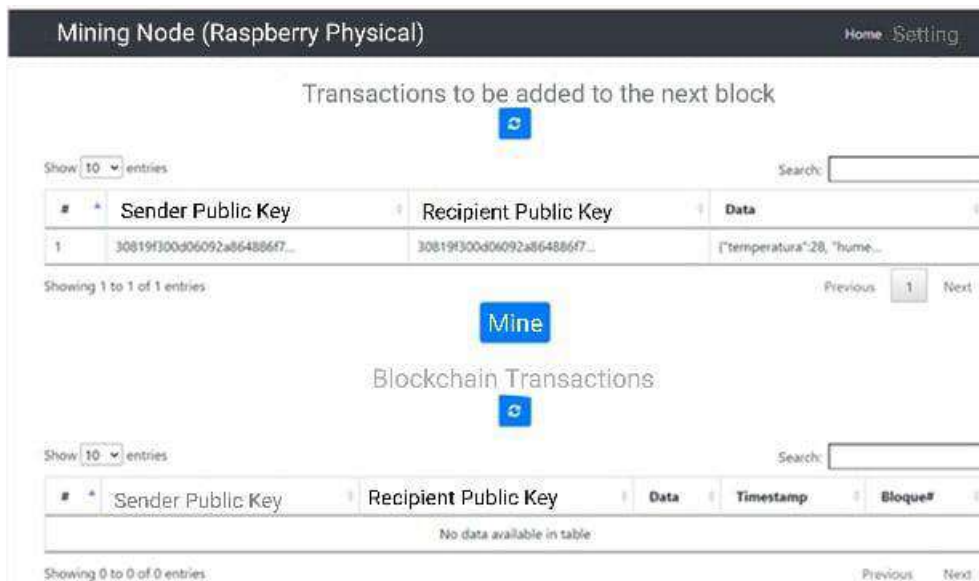 Mining Node (Raspberry Physical) Home Setting
Transactions to be added to the next block
Show 10 entries Search:
# Sender Public Key Recipient Public Key Data
1 30819f300d06092a864886f7... 30819f300d06092a864886f7... {"temperatura":28, "hume...
Showing 1 to 1 of 1 entries Previous 1 Next
Mine
Blockchain Transactions
Show 10 entries Search:
# Sender Public Key Recipient Public Key Data Timestamp Bloque#
No data available in table
Showing 0 to 0 of 0 entries Previous Next